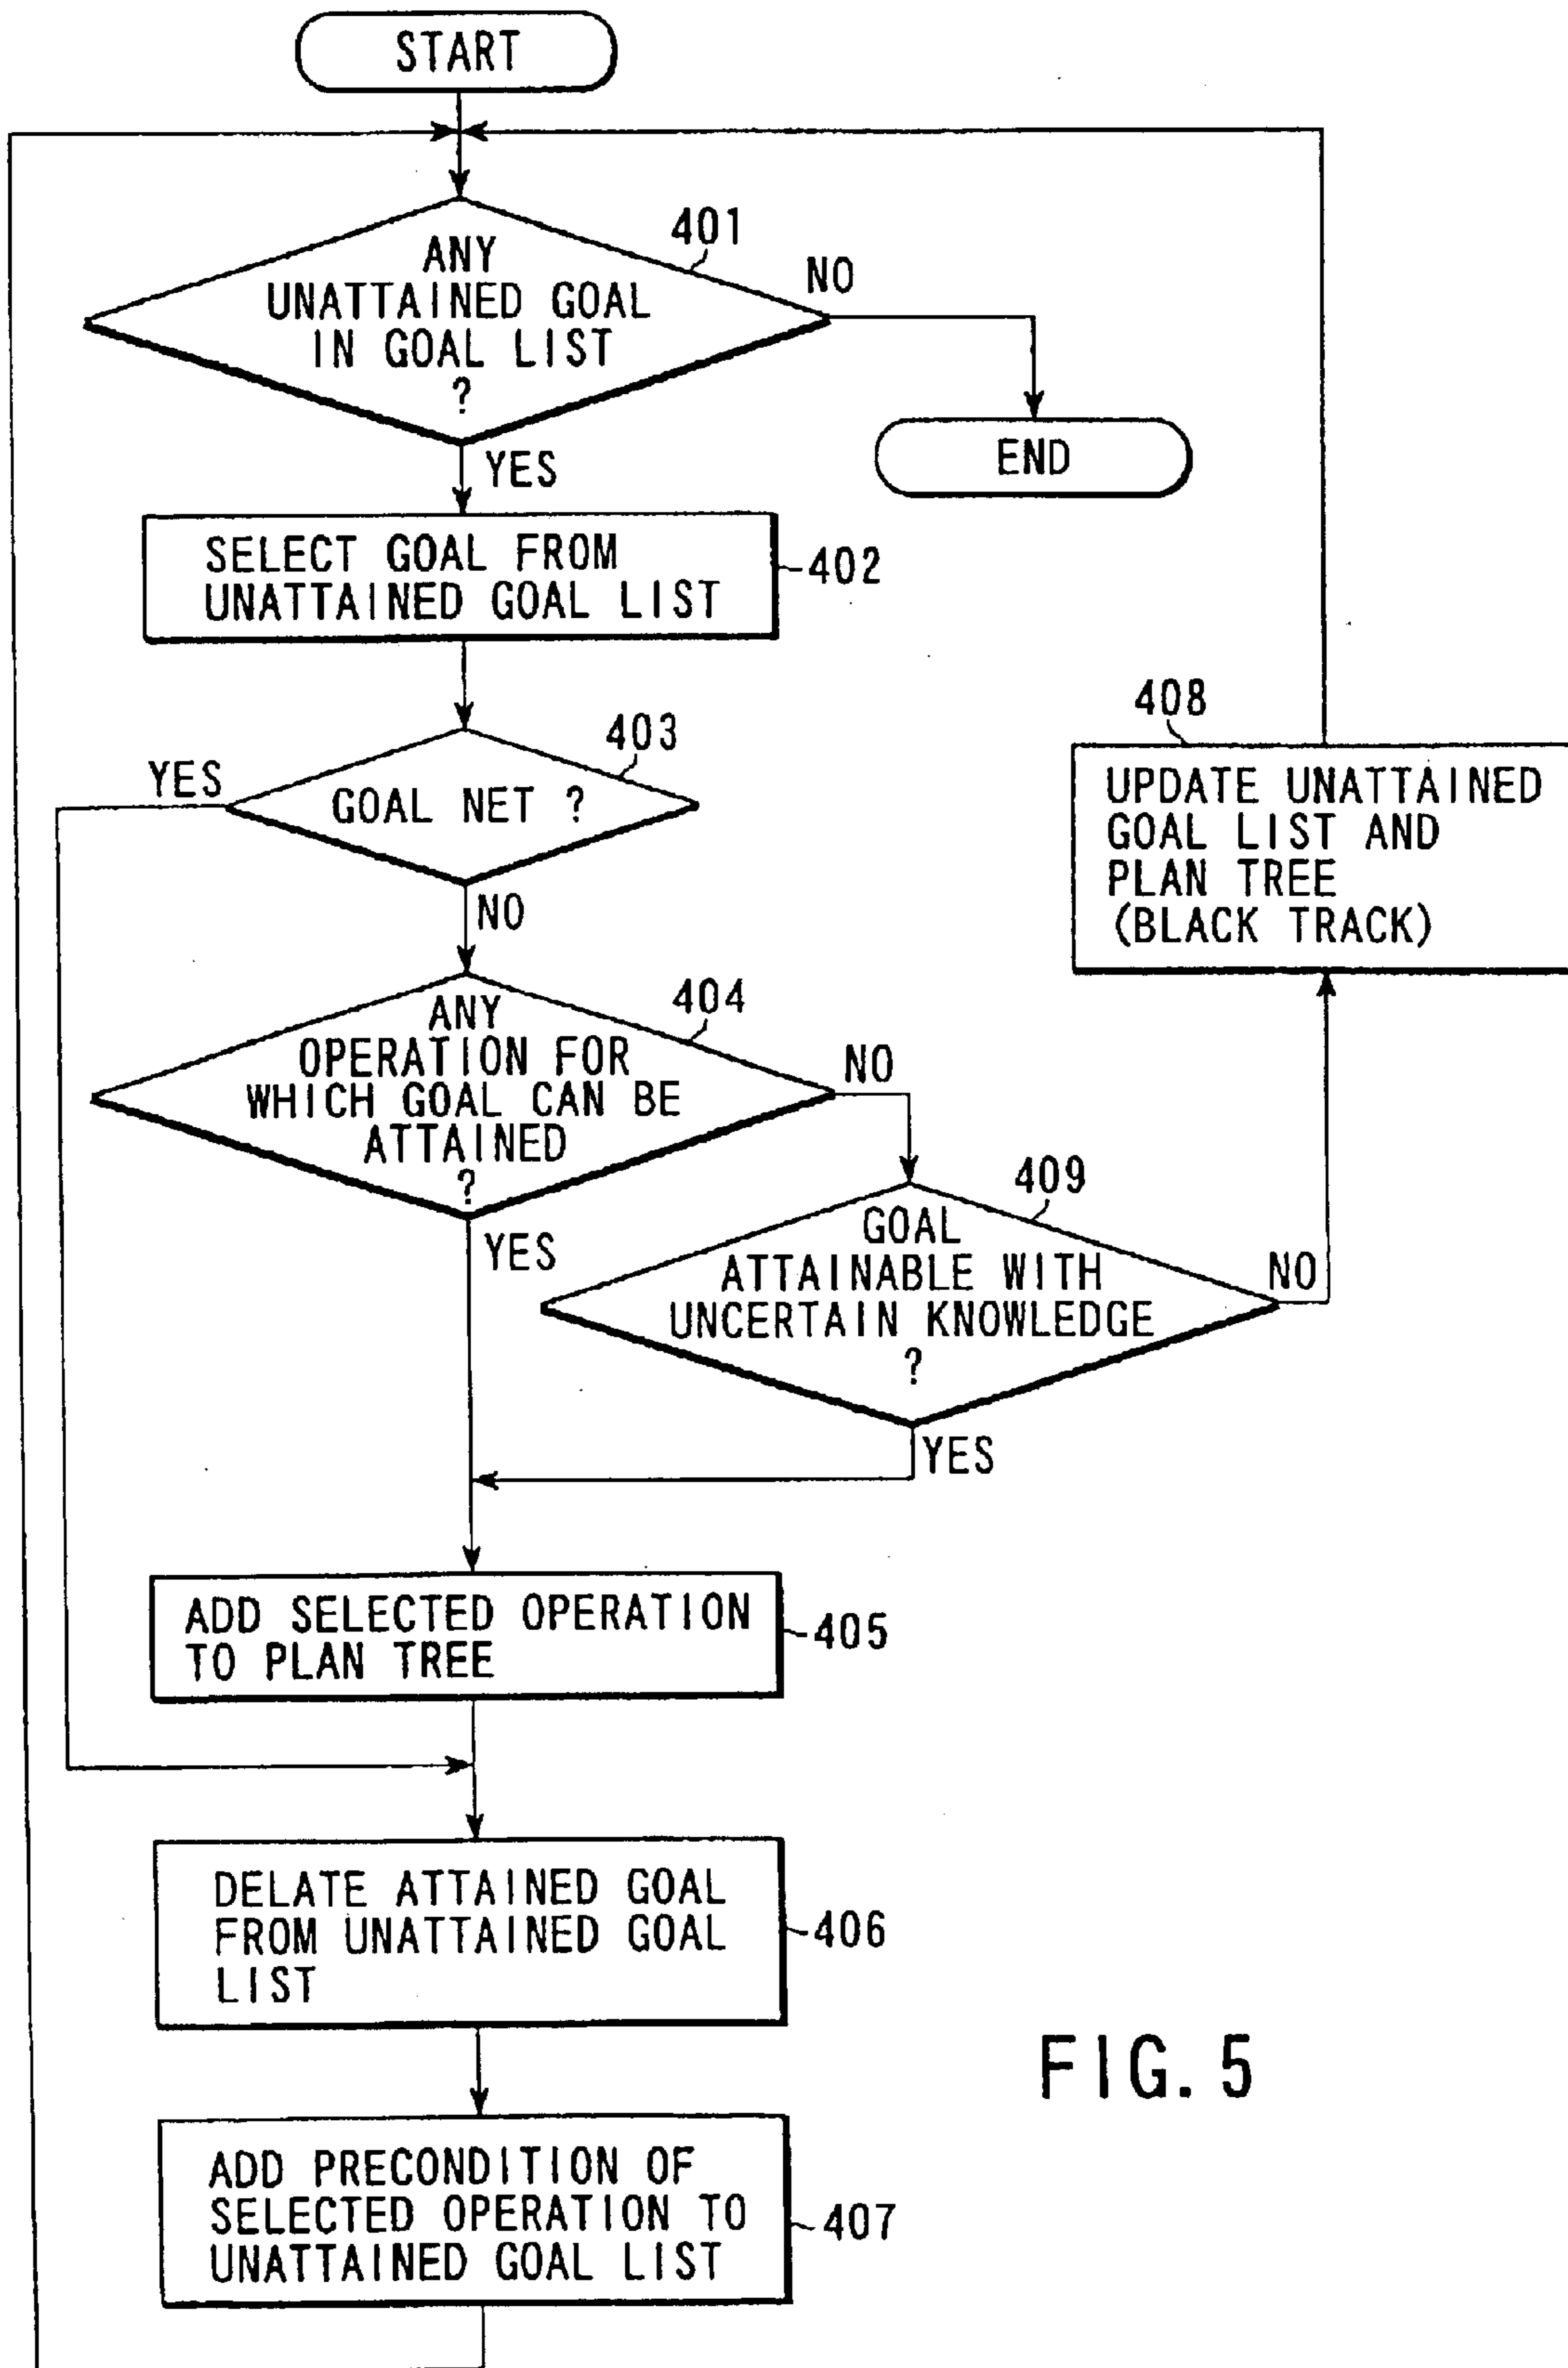 START
401
ANY
UNATTAINED GOAL
IN GOAL LIST
?
NO
END
YES
SELECT GOAL FROM
UNATTAINED GOAL LIST
402
403
YES
GOAL NET ?
NO
408
UPDATE UNATTAINED
GOAL LIST AND
PLAN TREE
(BLACK TRACK)
404
ANY
OPERATION FOR
WHICH GOAL CAN BE
ATTAINED
?
NO
YES
409
GOAL
ATTAINABLE WITH
UNCERTAIN KNOWLEDGE
?
NO
YES
ADD SELECTED OPERATION
TO PLAN TREE
405
DELATE ATTAINED GOAL
FROM UNATTAINED GOAL
LIST
406
ADD PRECONDITION OF
SELECTED OPERATION TO
UNATTAINED GOAL LIST
407
FIG. 5